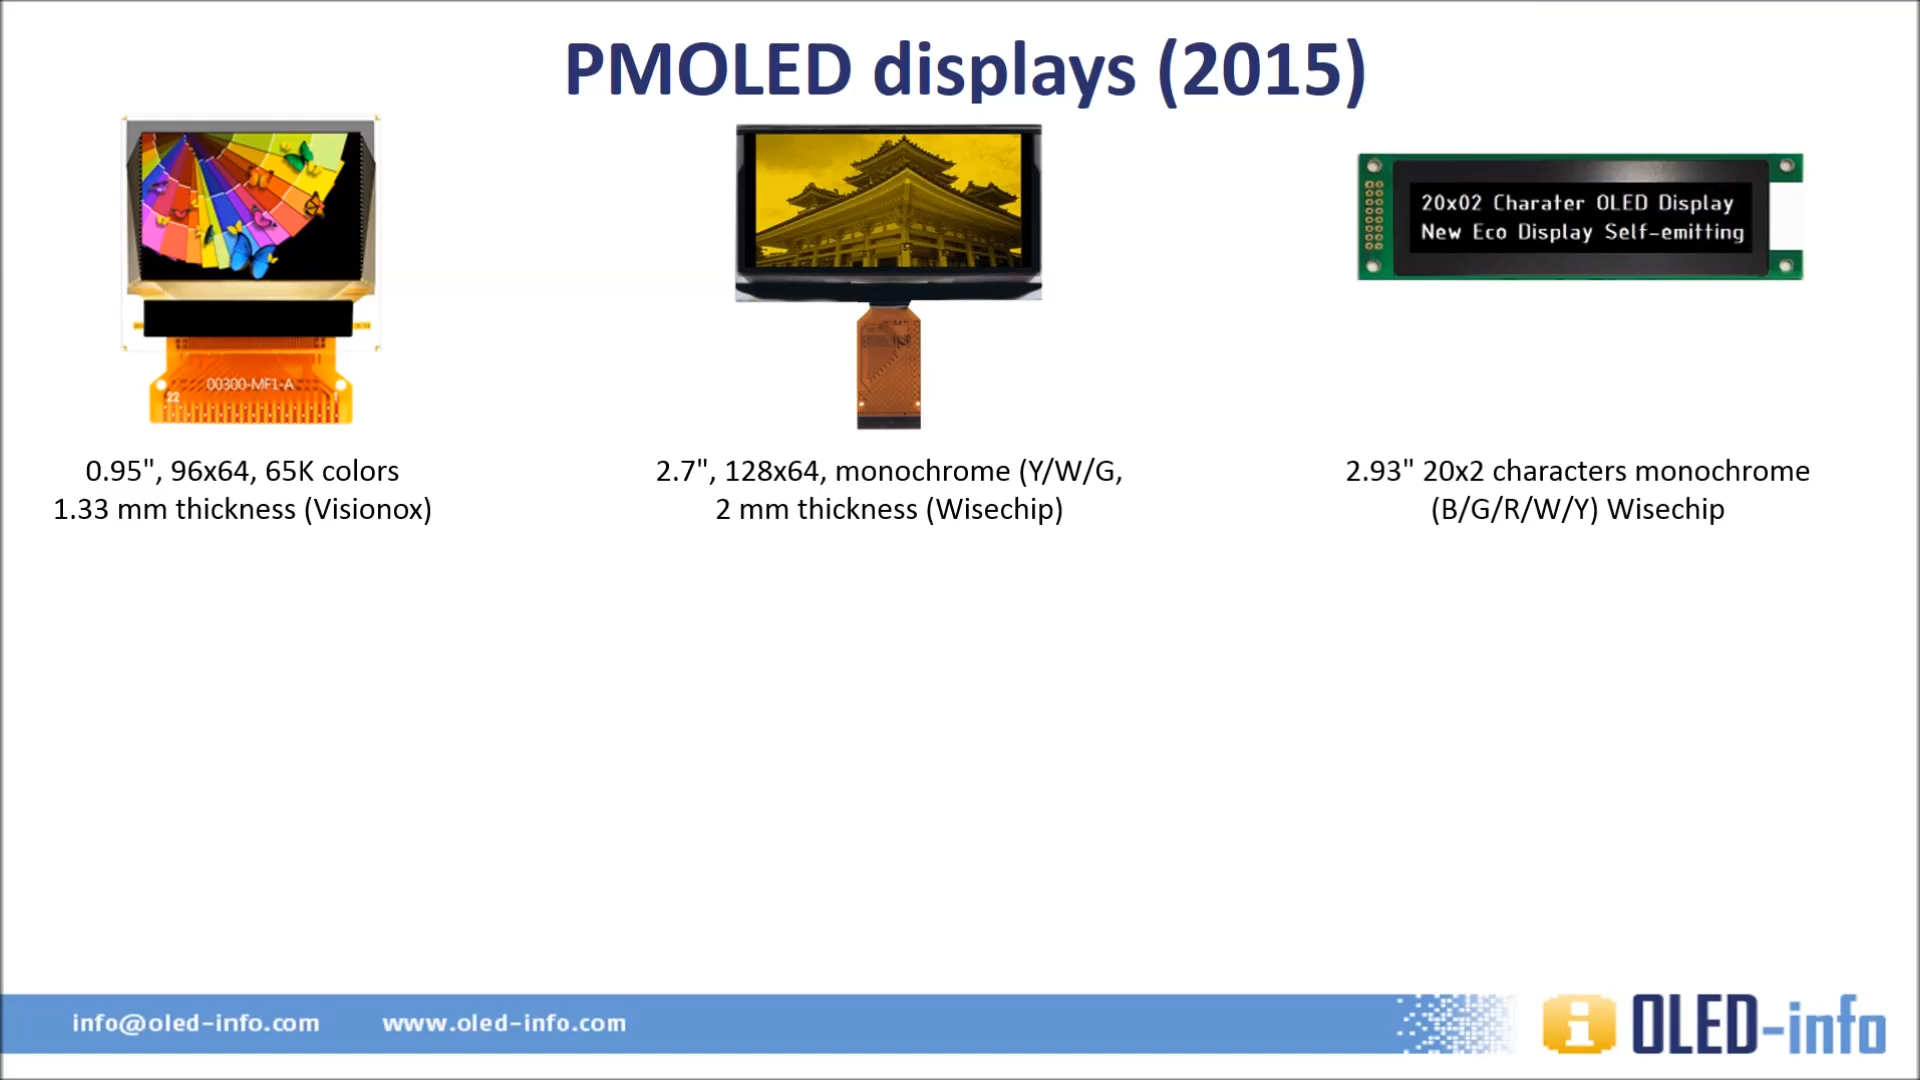 PMOLED displays (2015)
20x02 Charater OLED Display
New Eco Display Self-emitting
00300-MF1-A
22
1
0.95", 96x64, 65K colors
1.33 mm thickness (Visionox)
2.7", 128x64, monochrome (Y/W/G,
2 mm thickness (Wisechip)
2.93" 20x2 characters monochrome
(B/G/R/W/Y) Wisechip
info@oled-info.com
www.oled-info.com
i OLED-info